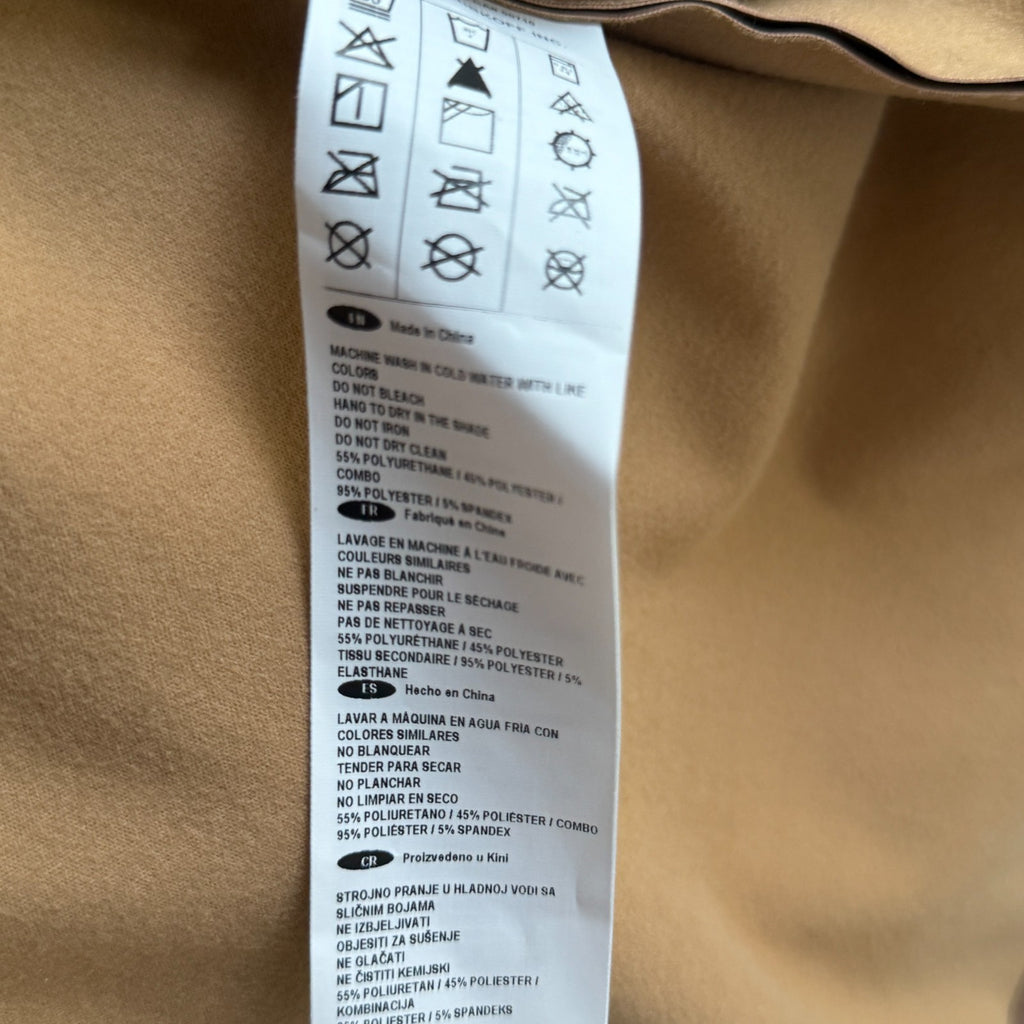 INC.
EN Made in China
MACHINE WASH IN COLD WATER WITH LIKE
COLORS
DO NOT BLEACH
HANG TO DRY IN THE SHADE
DO NOT IRON
DO NOT DRY CLEAN
55% POLYURETHANE / 45% POLYESTER /
COMBO
95% POLYESTER / 5% SPANDEX
FR Fabriqué en Chine
LAVAGE EN MACHINE À L'EAU FROIDE AVEC
COULEURS SIMILAIRES
NE PAS BLANCHIR
SUSPENDRE POUR LE SÉCHAGE
NE PAS REPASSER
PAS DE NETTOYAGE À SEC
55% POLYURÉTHANE / 45% POLYESTER
TISSU SECONDAIRE / 95% POLYESTER / 5%
ELASTHANE
ES Hecho en China
LAVAR A MÁQUINA EN AGUA FRIA CON
COLORES SIMILARES
NO BLANQUEAR
TENDER PARA SECAR
NO PLANCHAR
NO LIMPIAR EN SECO
55% POLIURETANO / 45% POLIÉSTER / COMBO
95% POLIÉSTER / 5% SPANDEX
CR Proizvedeno u Kini
STROJNO PRANJE U HLADNOJ VODI SA
SLIČNIM BOJAMA
NE IZBJELJIVATI
OBJESITI ZA SUŠENJE
NE GLAČATI
NE ČISTITI KEMIJSKI
55% POLIURETAN / 45% POLIESTER /
KOMBINACIJA
95% POLIESTER / 5% SPANDEKS